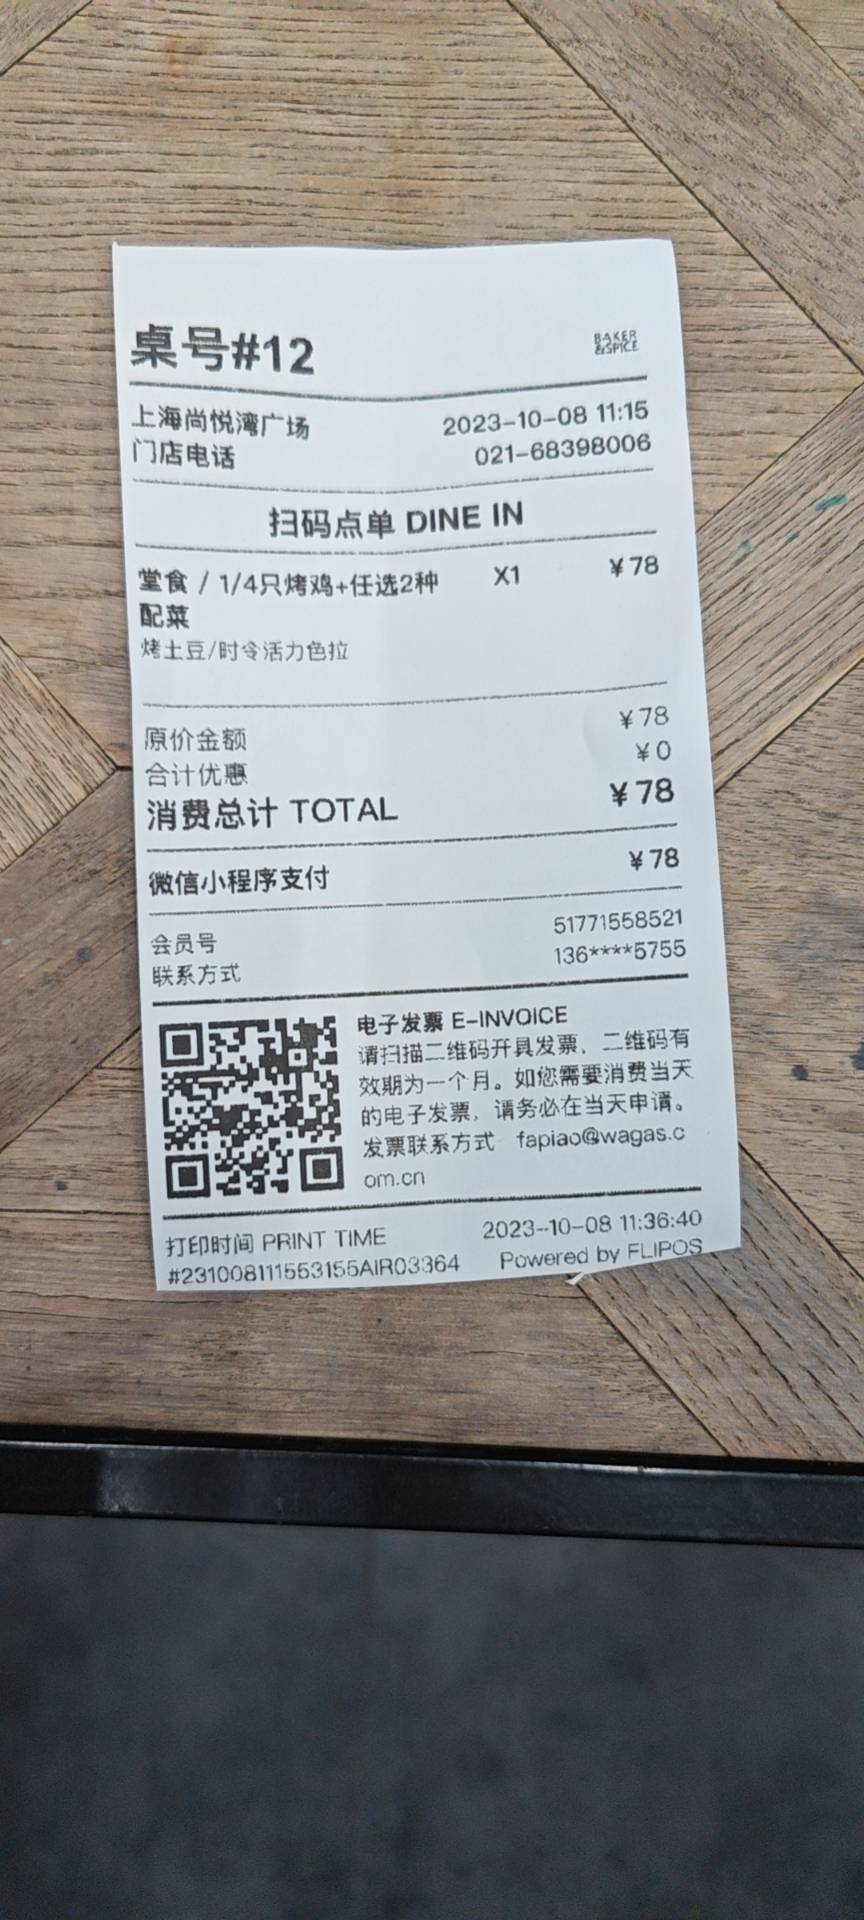 桌号#12
BAKER
&SPICE
上海尚悦湾广场 2023-10-08 11:15
门店电话 021-68398006
扫码点单 DINE IN
堂食 / 1/4只烤鸡+任选2种 X1 ¥78
配菜
烤土豆/时令活力色拉
原价金额 ¥78
合计优惠 ¥0
消费总计 TOTAL ¥78
微信小程序支付 ¥78
会员号 51771558521
联系方式 136****5755
电子发票 E-INVOICE
请扫描二维码开具发票，二维码有
效期为一个月。如您需要消费当天
的电子发票，请务必在当天申请。
发票联系方式 fapiao@wagas.c
om.cn
打印时间 PRINT TIME 2023-10-08 11:36:40
#231008111553155AIR03364 Powered by FLIPOS